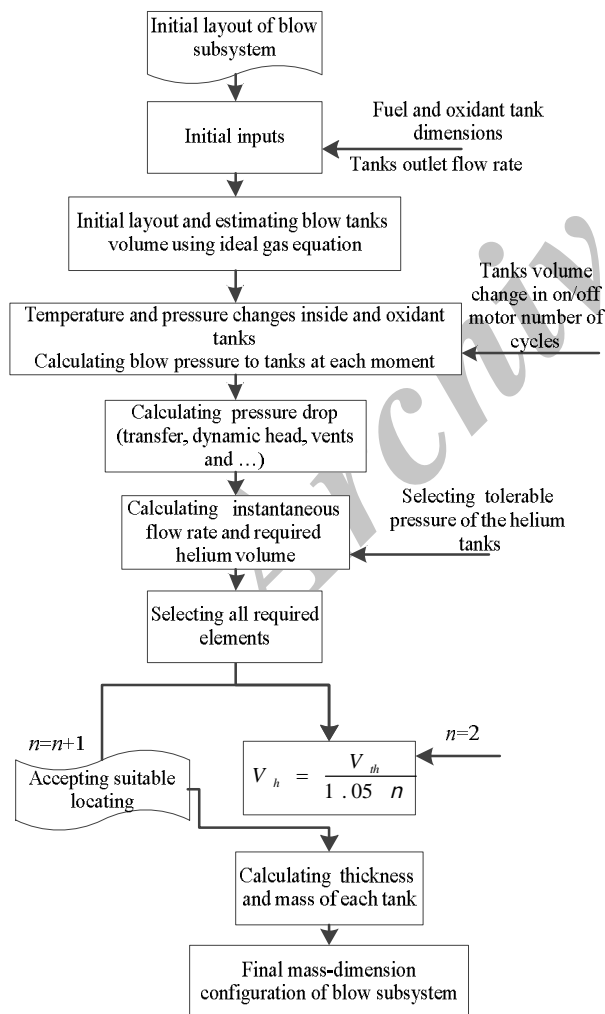 Initial layout of blow
subsystem
Initial inputs
Fuel and oxidant tank
dimensions
Tanks outlet flow rate
Initial layout and estimating blow tanks
volume using ideal gas equation
Tanks volume
change in on/off
motor number of
cycles
Temperature and pressure changes inside and oxidant
tanks
Calculating blow pressure to tanks at each moment
Calculating pressure drop
(transfer, dynamic head, vents
and …)
Calculating instantaneous
flow rate and required
helium volume
Selecting tolerable
pressure of the helium
tanks
Selecting all required
elements
n=n+1
n=2
Accepting suitable
locating
V h = V th / 1 . 05 n
Calculating thickness
and mass of each tank
Final mass-dimension
configuration of blow subsystem
Archiv